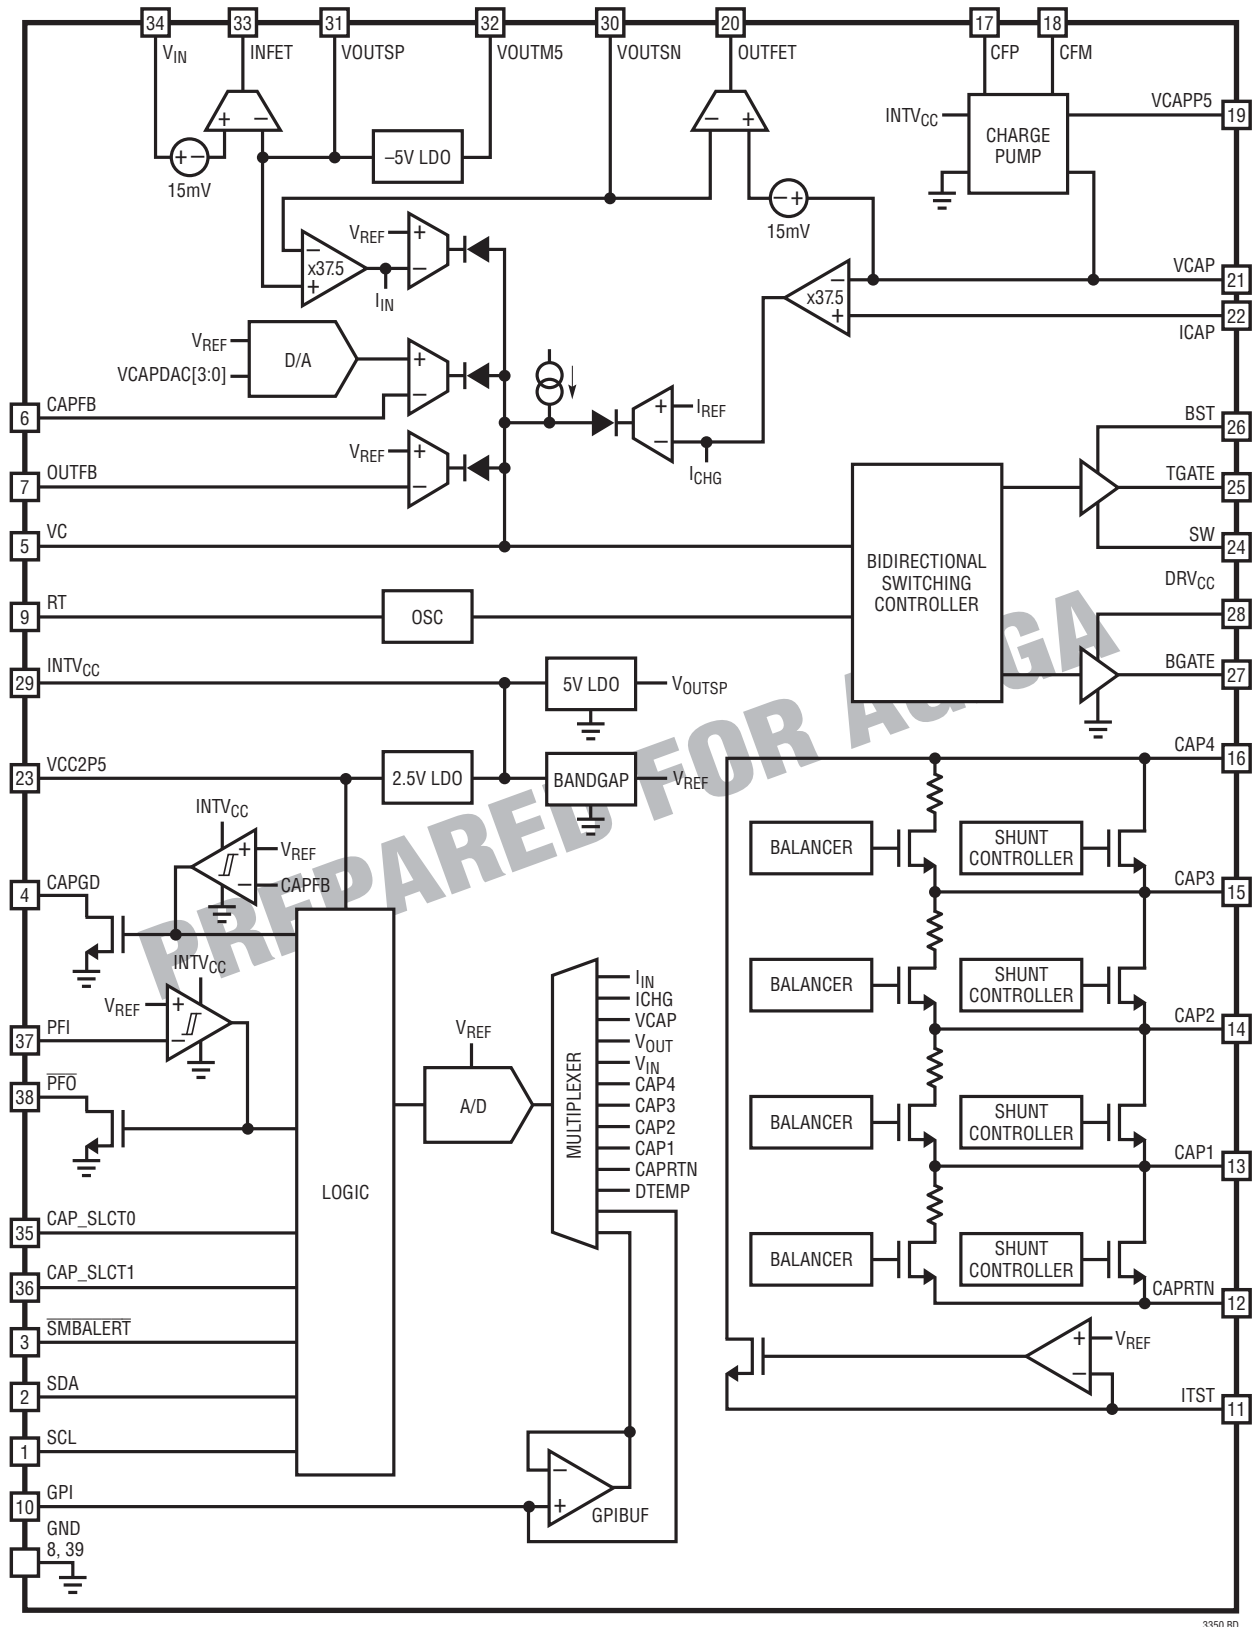 34 33 31 32 30 20 17 18
VIN INFET VOUTSP VOUTM5 VOUTSN OUTFET CFP CFM
VCAPP5
19
INTVCC
CHARGE
PUMP
+ −
− +
–5V LDO
+ −
15mV
− +
15mV
VREF +
−
−
x37.5
+
IIN
VCAP
21
−
x37.5
+
22
ICAP
VREF
D/A
VCAPDAC[3:0]
+
−
CAPFB
6
+ IREF
−
ICHG
BST
26
VREF +
−
OUTFB
7
TGATE
25
VC
5
SW
24
BIDIRECTIONAL
SWITCHING
CONTROLLER
DRVCC
28
RT
9
OSC
BGATE
27
INTVCC
29
5V LDO VOUTSP
VCC2P5
23
2.5V LDO
BANDGAP VREF
PREPARED FOR
CAP4
16
INTVCC
+ VREF
− CAPFB
CAPGD
4
BALANCER SHUNT
CONTROLLER
CAP3
15
INTVCC
VREF +
−
PFI
37
PFO
38
BALANCER SHUNT
CONTROLLER
CAP2
14
LOGIC
VREF
A/D
MULTIPLEXER
IIN
ICHG
VCAP
VOUT
VIN
CAP4
CAP3
CAP2
CAP1
CAPRTN
DTEMP
BALANCER SHUNT
CONTROLLER
CAP1
13
CAP_SLCT0
35
BALANCER SHUNT
CONTROLLER
CAPRTN
12
CAP_SLCT1
36
SMBALERT
3
+ VREF
−
SDA
2
ITST
11
SCL
1
GPI
10
−
+
GPIBUF
GND
8, 39
3350 BD